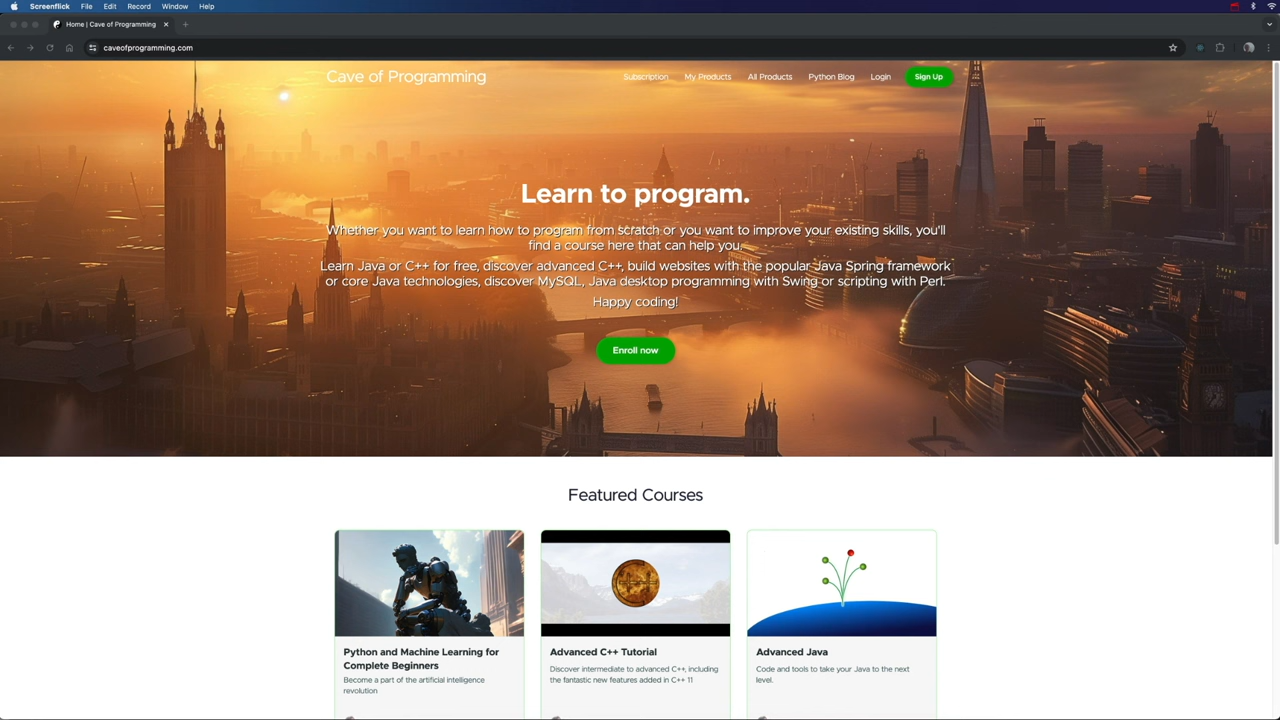 Screenflick File Edit Record Window Help
Home | Cave of Programming
caveofprogramming.com
Cave of Programming
Subscription My Products All Products Python Blog Login Sign Up
Learn to program.
Whether you want to learn how to program from scratch or you want to improve your existing skills, you'll
find a course here that can help you.
Learn Java or C++ for free, discover advanced C++, build websites with the popular Java Spring framework
or core Java technologies, discover MySQL, Java desktop programming with Swing or scripting with Perl.
Happy coding!
Enroll now
Featured Courses
Python and Machine Learning for
Complete Beginners
Become a part of the artificial intelligence
revolution
Advanced C++ Tutorial
Discover intermediate to advanced C++, including
the fantastic new features added in C++ 11
Advanced Java
Code and tools to take your Java to the next
level.